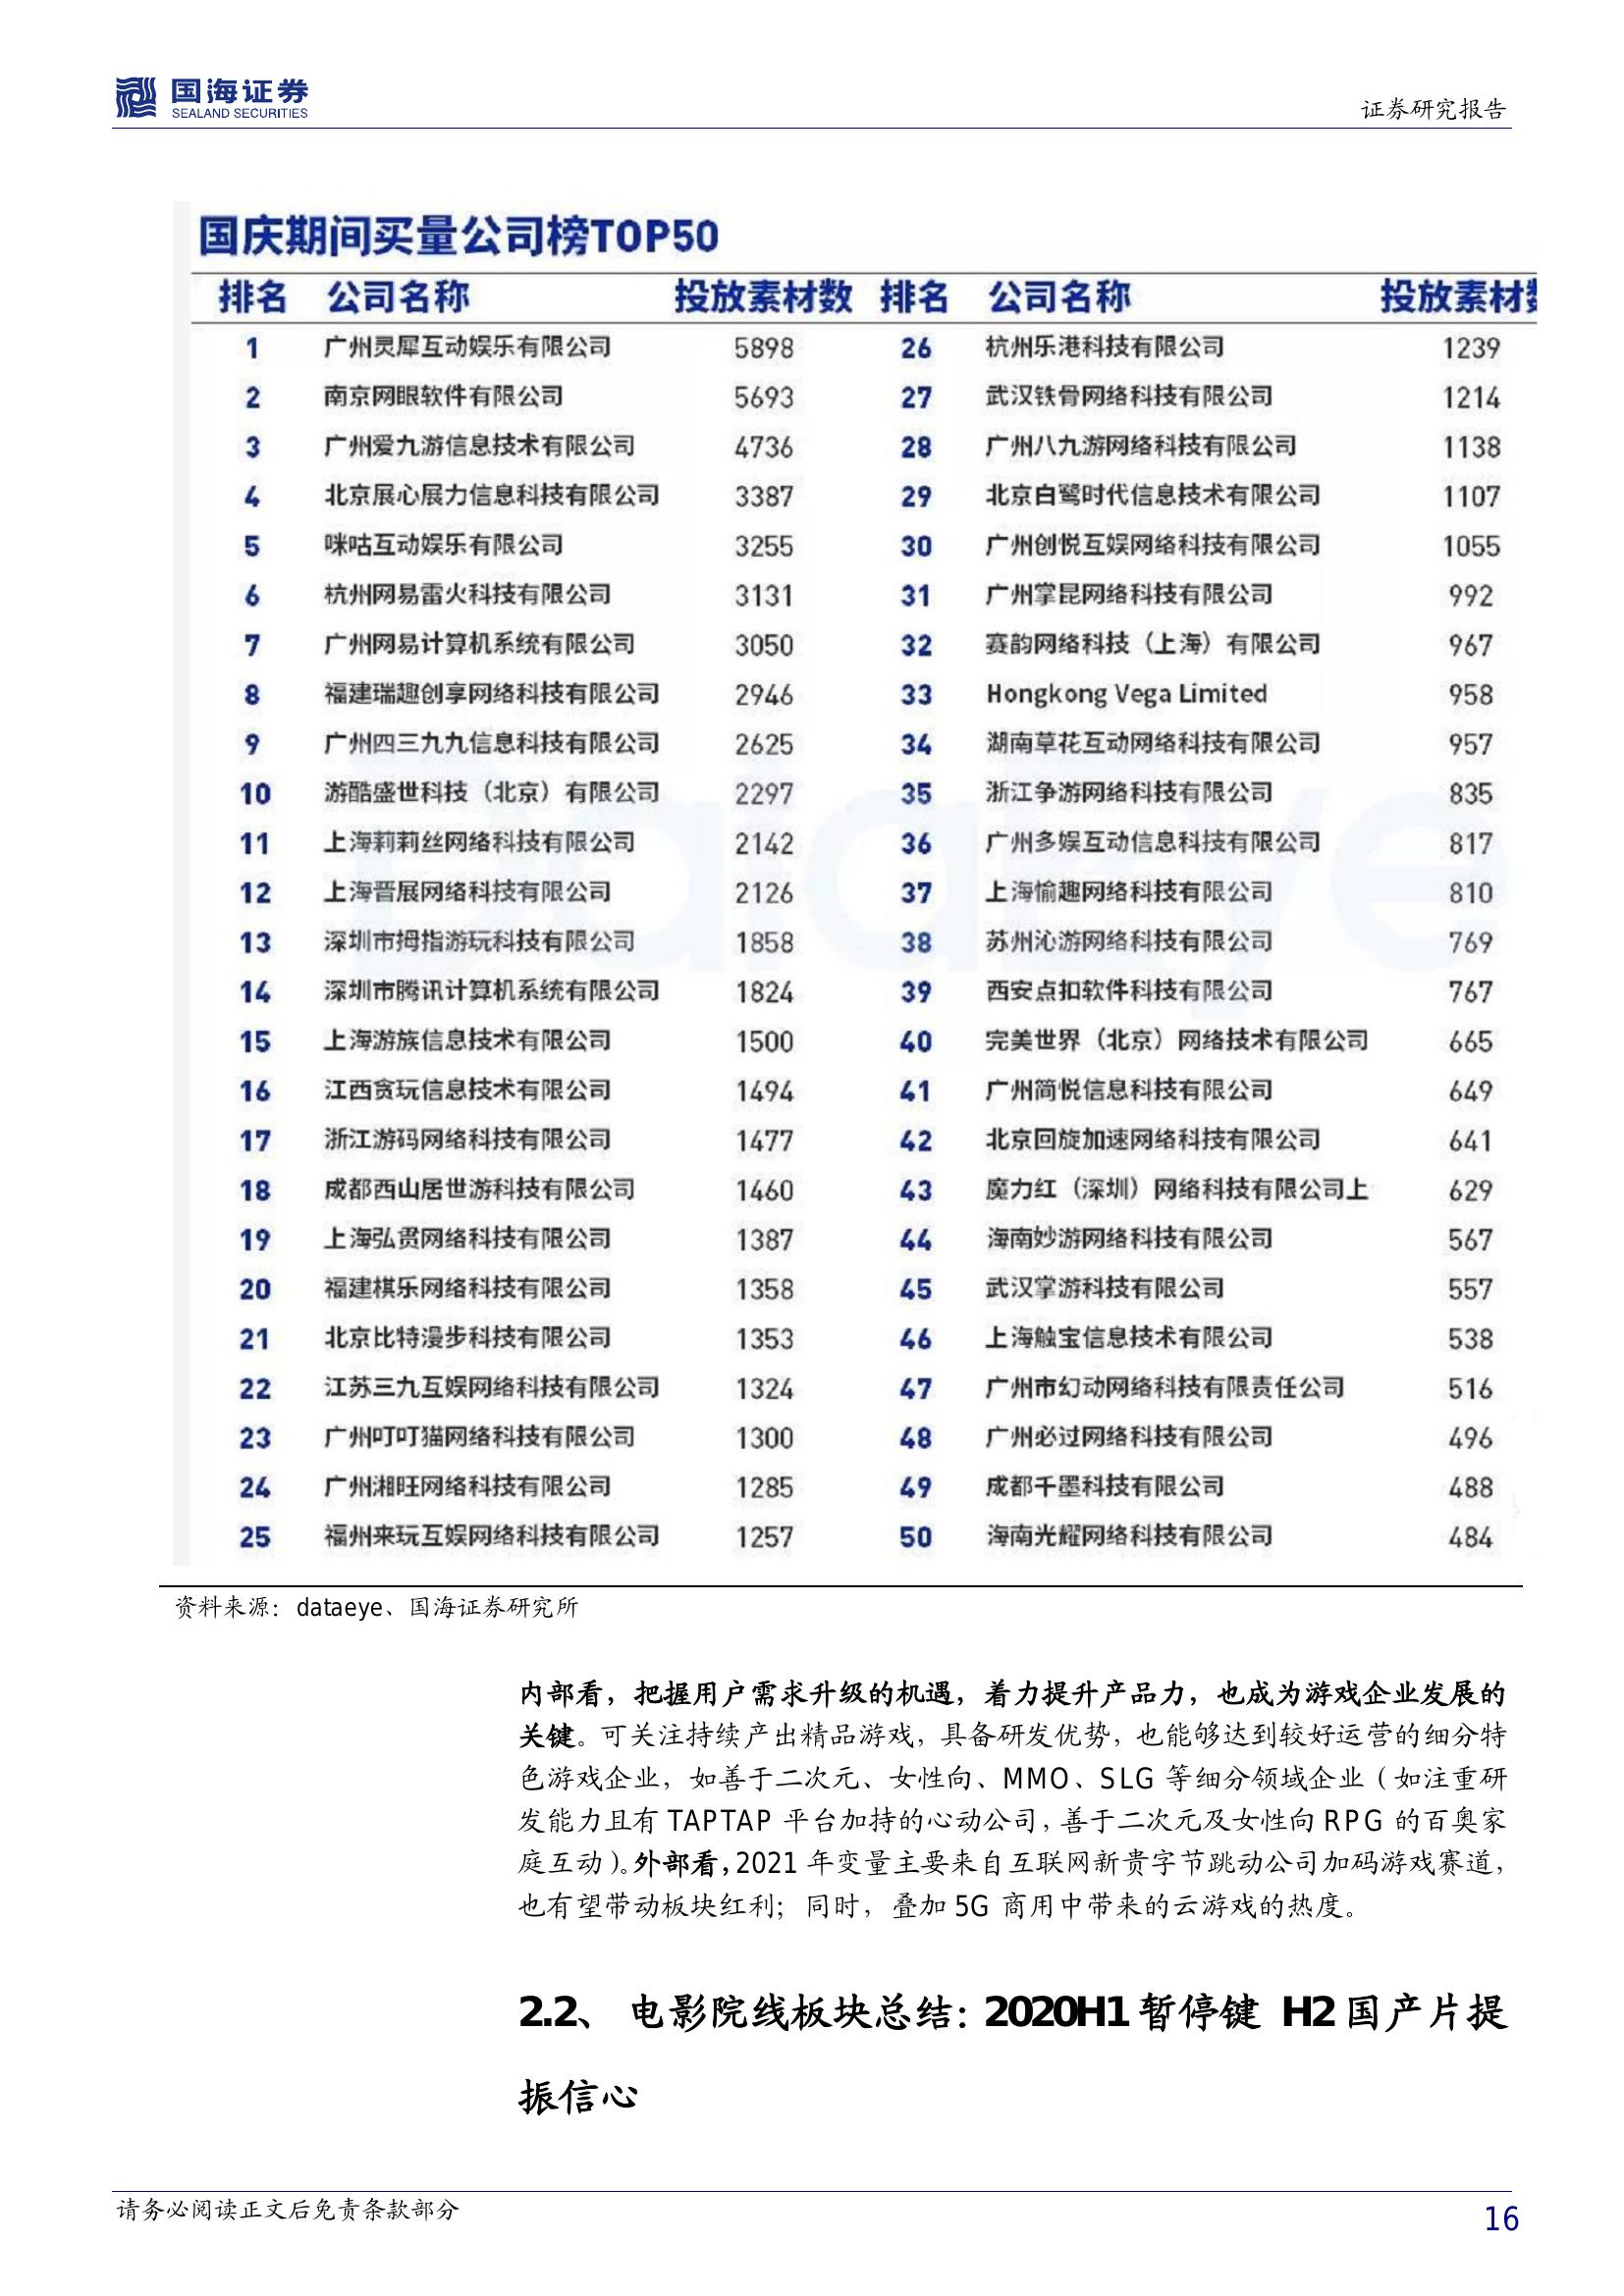 国海证券
SEALAND SECURITIES
证券研究报告
国庆期间买量公司榜TOP50
排名 公司名称 投放素材数 排名 公司名称 投放素材数
1 广州灵犀互动娱乐有限公司 5898 26 杭州乐港科技有限公司 1239
2 南京网眼软件有限公司 5693 27 武汉铁骨网络科技有限公司 1214
3 广州爱九游信息技术有限公司 4736 28 广州八九游网络科技有限公司 1138
4 北京展心展力信息科技有限公司 3387 29 北京白鹭时代信息技术有限公司 1107
5 咪咕互动娱乐有限公司 3255 30 广州创悦互娱网络科技有限公司 1055
6 杭州网易雷火科技有限公司 3131 31 广州掌昆网络科技有限公司 992
7 广州网易计算机系统有限公司 3050 32 赛韵网络科技（上海）有限公司 967
8 福建瑞趣创享网络科技有限公司 2946 33 Hongkong Vega Limited 958
9 广州四三九九信息科技有限公司 2625 34 湖南草花互动网络科技有限公司 957
10 游酷盛世科技（北京）有限公司 2297 35 浙江争游网络科技有限公司 835
11 上海莉莉丝网络科技有限公司 2142 36 广州多娱互动信息科技有限公司 817
12 上海晋展网络科技有限公司 2126 37 上海愉趣网络科技有限公司 810
13 深圳市拇指游玩科技有限公司 1858 38 苏州沁游网络科技有限公司 769
14 深圳市腾讯计算机系统有限公司 1824 39 西安点扣软件科技有限公司 767
15 上海游族信息技术有限公司 1500 40 完美世界（北京）网络技术有限公司 665
16 江西贪玩信息技术有限公司 1494 41 广州简悦信息科技有限公司 649
17 浙江游码网络科技有限公司 1477 42 北京回旋加速网络科技有限公司 641
18 成都西山居世游科技有限公司 1460 43 魔力红（深圳）网络科技有限公司上 629
19 上海弘贯网络科技有限公司 1387 44 海南妙游网络科技有限公司 567
20 福建棋乐网络科技有限公司 1358 45 武汉掌游科技有限公司 557
21 北京比特漫步科技有限公司 1353 46 上海触宝信息技术有限公司 538
22 江苏三九互娱网络科技有限公司 1324 47 广州市幻动网络科技有限责任公司 516
23 广州叮叮猫网络科技有限公司 1300 48 广州必过网络科技有限公司 496
24 广州湘旺网络科技有限公司 1285 49 成都千墨科技有限公司 488
25 福州来玩互娱网络科技有限公司 1257 50 海南光耀网络科技有限公司 484
DataEye
资料来源：dataeye、国海证券研究所
内部看，把握用户需求升级的机遇，着力提升产品力，也成为游戏企业发展的
关键。可关注持续产出精品游戏，具备研发优势，也能够达到较好运营的细分特
色游戏企业，如善于二次元、女性向、MMO、SLG 等细分领域企业（如注重研
发能力且有 TAPTAP 平台加持的心动公司，善于二次元及女性向 RPG 的百奥家
庭互动）。外部看，2021 年变量主要来自互联网新贵字节跳动公司加码游戏赛道，
也有望带动板块红利；同时，叠加 5G 商用中带来的云游戏的热度。
2.2、 电影院线板块总结：2020H1 暂停键 H2 国产片提
振信心
请务必阅读正文后免责条款部分
16